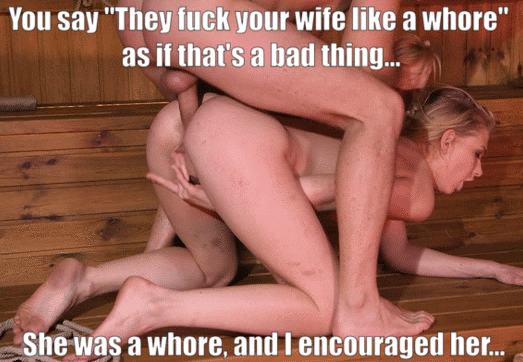 You say "They fuck your wife like a whore"
as if that's a bad thing...
She was a whore, and I encouraged her...